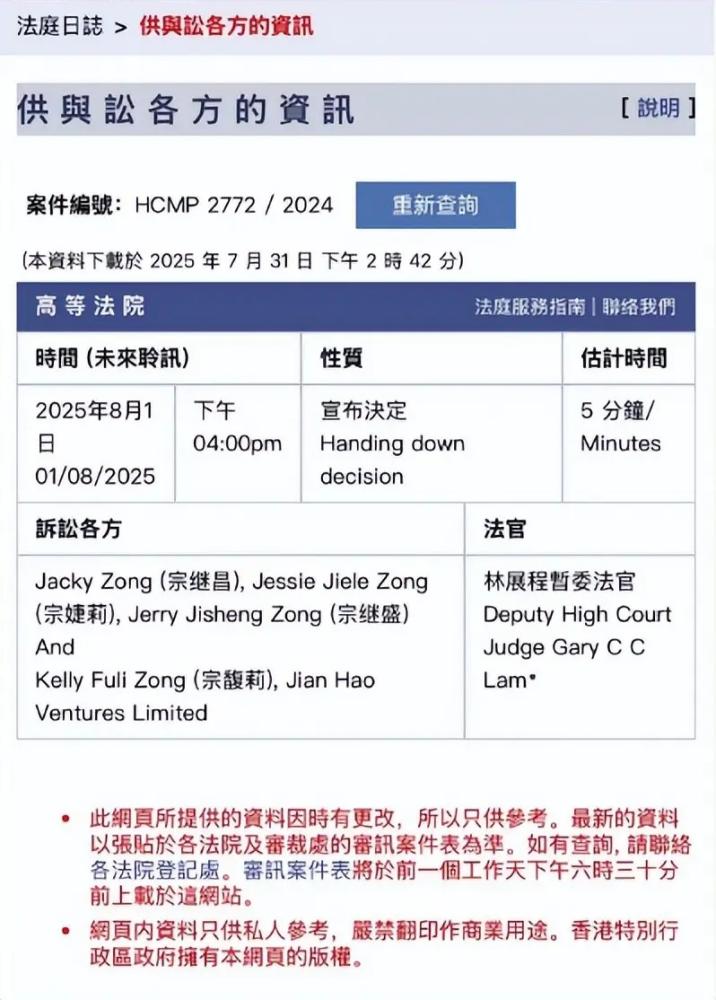 法庭日誌 > 供與訟各方的資訊
供與訟各方的資訊
[ 說明 ]
案件編號： HCMP 2772 / 2024
重新查詢
(本資料下載於 2025 年 7 月 31 日 下午 2 時 42 分)
高等法院
法庭服務指南 | 聯絡我們
時間 (未來聆訊)
性質
估計時間
2025年8月1
日
01/08/2025
下午
04:00pm
宣布決定
Handing down
decision
5 分鐘/
Minutes
訴訟各方
法官
Jacky Zong (宗继昌), Jessie Jiele Zong
(宗婕莉), Jerry Jisheng Zong (宗继盛)
And
Kelly Fuli Zong (宗馥莉), Jian Hao
Ventures Limited
林展程暫委法官
Deputy High Court
Judge Gary C C
Lam*
• 此網頁所提供的資料因時有更改，所以只供參考。最新的資料
以張貼於各法院及審裁處的審訊案件表為準。如有查詢, 請聯絡
各法院登記處。審訊案件表將於前一個工作天下午六時三十分
前上載於這網站。
• 網頁内資料只供私人參考，嚴禁翻印作商業用途。香港特別行
政區政府擁有本網頁的版權。